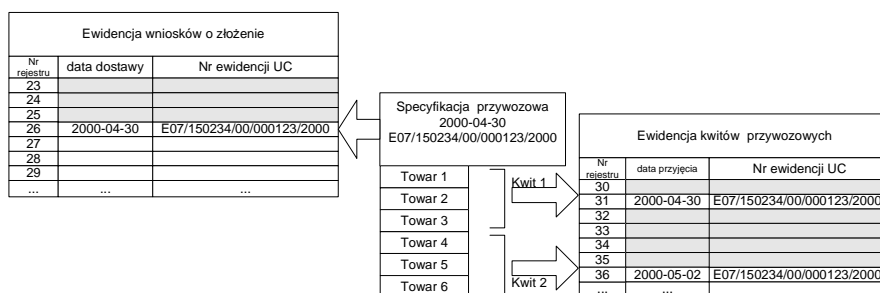 Ewidencja wniosków o złożenie
Nr rejestru data dostawy Nr ewidencji UC
23
24
25
26 2000-04-30 E07/150234/00/000123/2000
27
28
29
... ... ...
Specyfikacja przywozowa
2000-04-30
E07/150234/00/000123/2000
Towar 1
Towar 2
Towar 3
Towar 4
Towar 5
Towar 6
Kwit 1
Kwit 2
Ewidencja kwitów przywozowych
Nr rejestru data przyjęcia Nr ewidencji UC
30
31 2000-04-30 E07/150234/00/000123/2000
32
33
34
35
36 2000-05-02 E07/150234/00/000123/2000
... ...